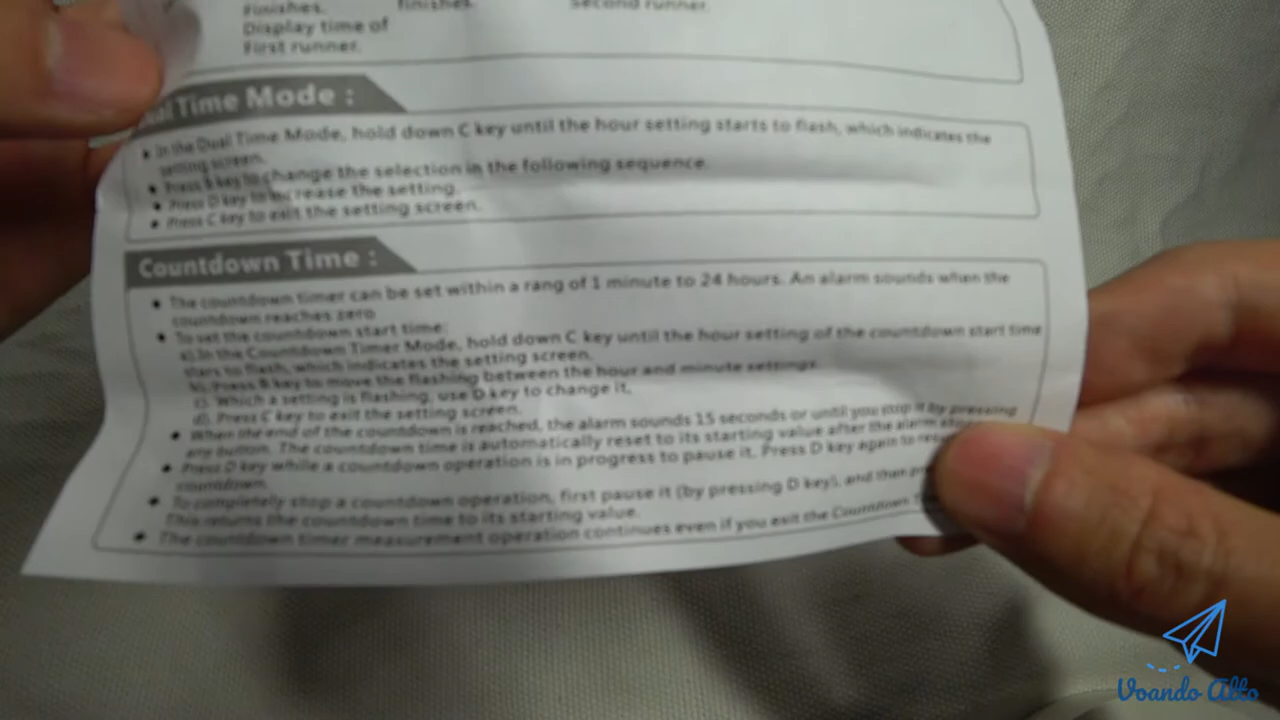 Finishes. finishes. Second runner.
Display time of
First runner.
Dual Time Mode :
• In the Dual Time Mode, hold down C key until the hour setting starts to flash, which indicates the
setting screen.
• Press B key to change the selection in the following sequence.
• Press D key to increase the setting.
• Press C key to exit the setting screen.
Countdown Time :
• The countdown timer can be set within a rang of 1 minute to 24 hours. An alarm sounds when the
countdown reaches zero
• To set the countdown start time:
a).In the Countdown Timer Mode, hold down C key until the hour setting of the countdown start time
stars to flash, which indicates the setting screen.
b). Press B key to move the flashing between the hour and minute settings.
c). Which a setting is flashing, use D key to change it.
d). Press C key to exit the setting screen.
• When the end of the countdown is reached, the alarm sounds 15 seconds or until you stop it by pressing
any button. The countdown time is automatically reset to its starting value after the alarm
• Press D key while a countdown operation is in progress to pause it. Press D key again to
countdown.
• To completely stop a countdown operation, first pause it (by pressing D key), and then
This returns the countdown time to its starting value.
• The countdown timer measurement operation continues even if you exit the Countdown
Voando Alto